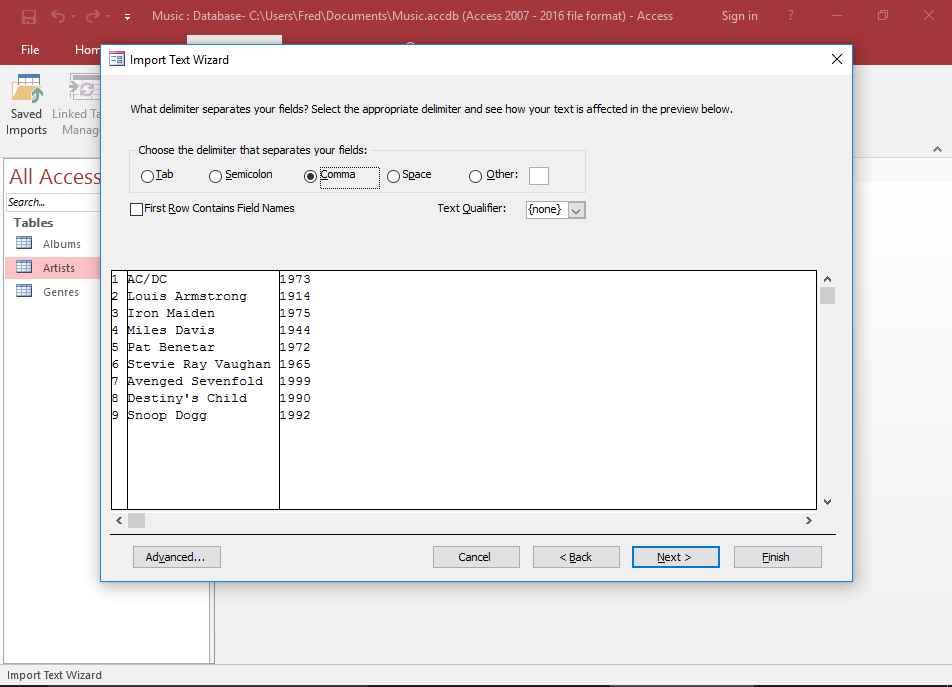 Music : Database- C:\Users\Fred\Documents\Music.accdb (Access 2007 - 2016 file format) - Access
Sign in
?
File
Hom
Saved
Imports
Linked Ta
Manag
Import Text Wizard
What delimiter separates your fields? Select the appropriate delimiter and see how your text is affected in the preview below.
Choose the delimiter that separates your fields:
Tab Semicolon Comma Space Other:
First Row Contains Field Names
Text Qualifier: {none}
All Access
Search...
Tables
Albums
Artists
Genres
1 AC/DC 1973
2 Louis Armstrong 1914
3 Iron Maiden 1975
4 Miles Davis 1944
5 Pat Benetar 1972
6 Stevie Ray Vaughan 1965
7 Avenged Sevenfold 1999
8 Destiny's Child 1990
9 Snoop Dogg 1992
Advanced... Cancel < Back Next > Finish
Import Text Wizard